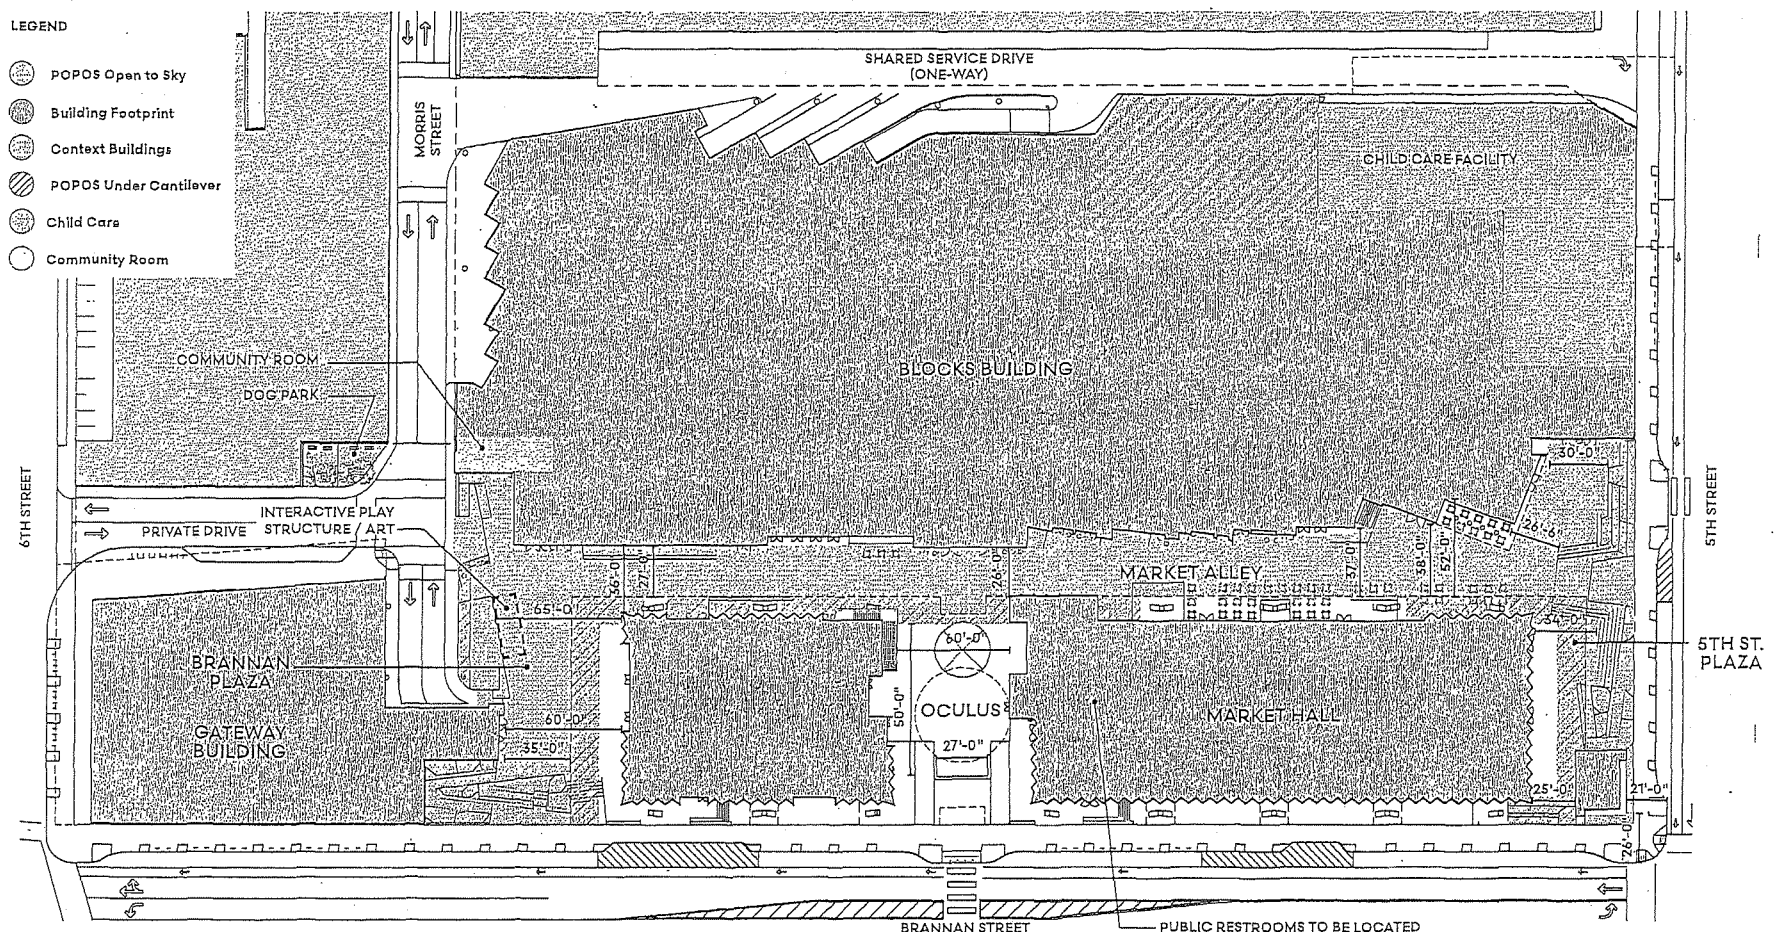 LEGEND
POPOS Open to Sky
Building Footprint
Context Buildings
POPOS Under Cantilever
Child Care
Community Room
SHARED SERVICE DRIVE
(ONE-WAY)
MORRIS
STREET
CHILD CARE FACILITY
COMMUNITY ROOM
DOG PARK
BLOCKS BUILDING
6TH STREET
5TH STREET
INTERACTIVE PLAY
STRUCTURE / ART
PRIVATE DRIVE
30'-0"
26'-6"
36'-0"
27'-0"
26'-0"
MARKET ALLEY
37'-0"
38'-0"
52'-0"
65'-0
60'-0"
34'-0"
5TH ST.
PLAZA
BRANNAN
PLAZA
GATEWAY
BUILDING
60'-0"
35'-0"
50'-0"
OCULUS
27'-0"
MARKET HALL
25'-0"
21'-0"
26'-0"
BRANNAN STREET
PUBLIC RESTROOMS TO BE LOCATED